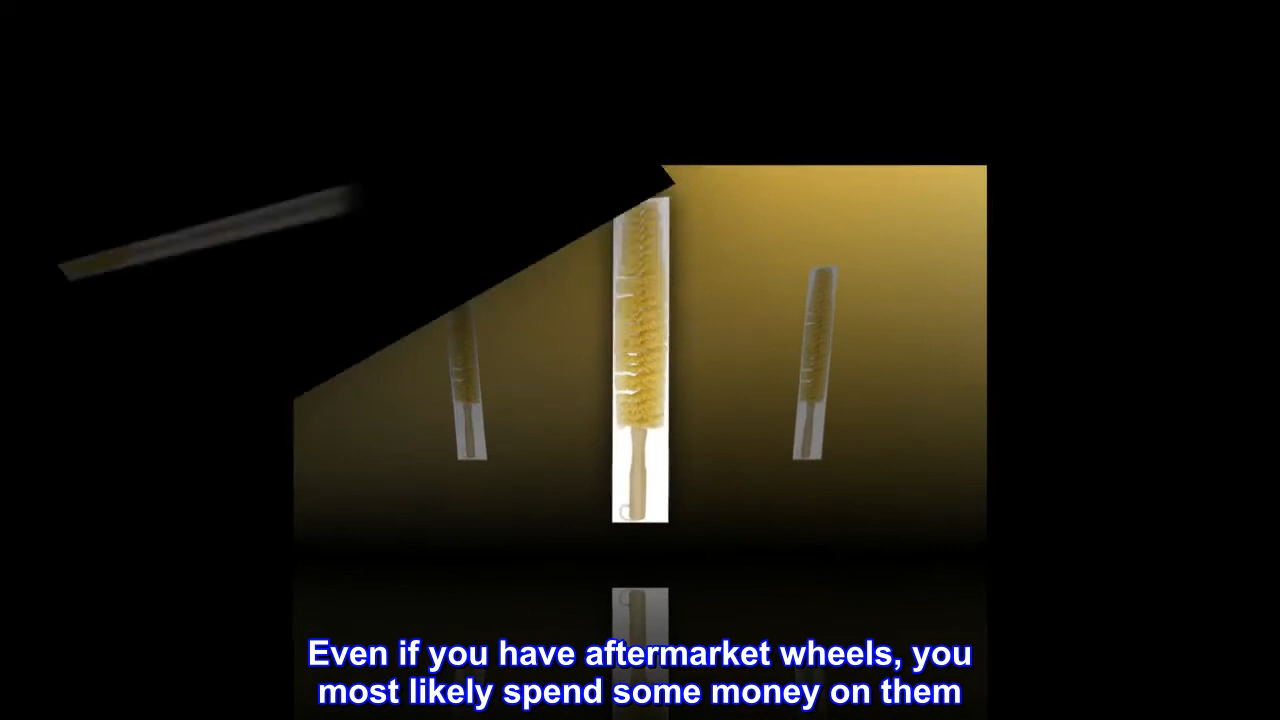 Even if you have aftermarket wheels, you
most likely spend some money on them